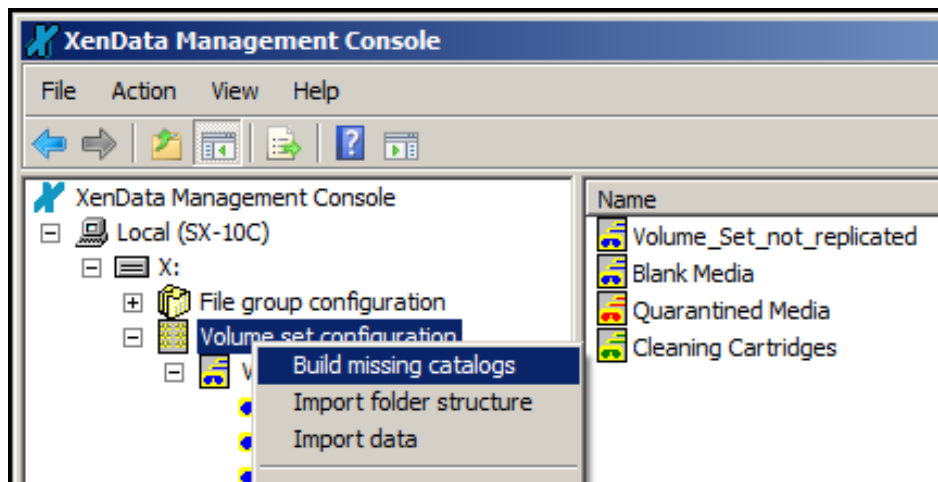 XenData Management Console
File Action View Help
XenData Management Console
Local (SX-10C)
X:
File group configuration
Volume set configuration
V
Build missing catalogs
Import folder structure
Import data
Name
Volume_Set_not_replicated
Blank Media
Quarantined Media
Cleaning Cartridges